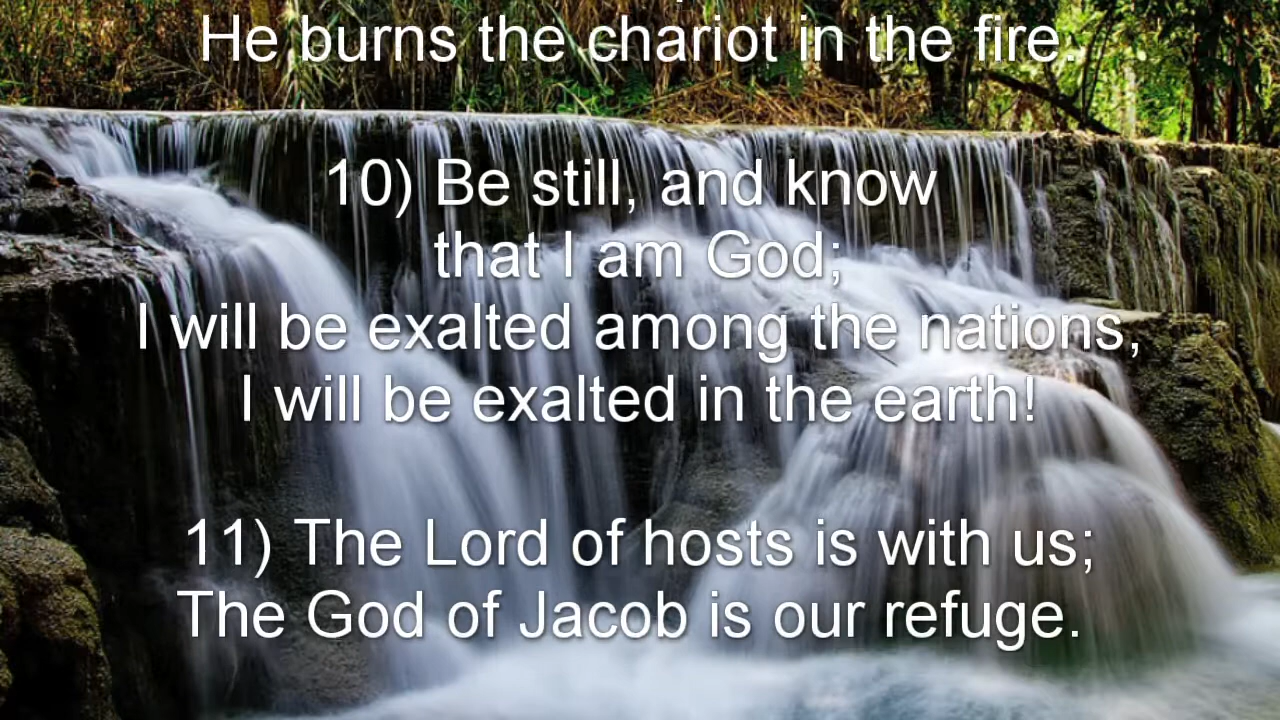 He burns the chariot in the fire.
10) Be still, and know
that I am God;
I will be exalted among the nations,
I will be exalted in the earth!
11) The Lord of hosts is with us;
The God of Jacob is our refuge.